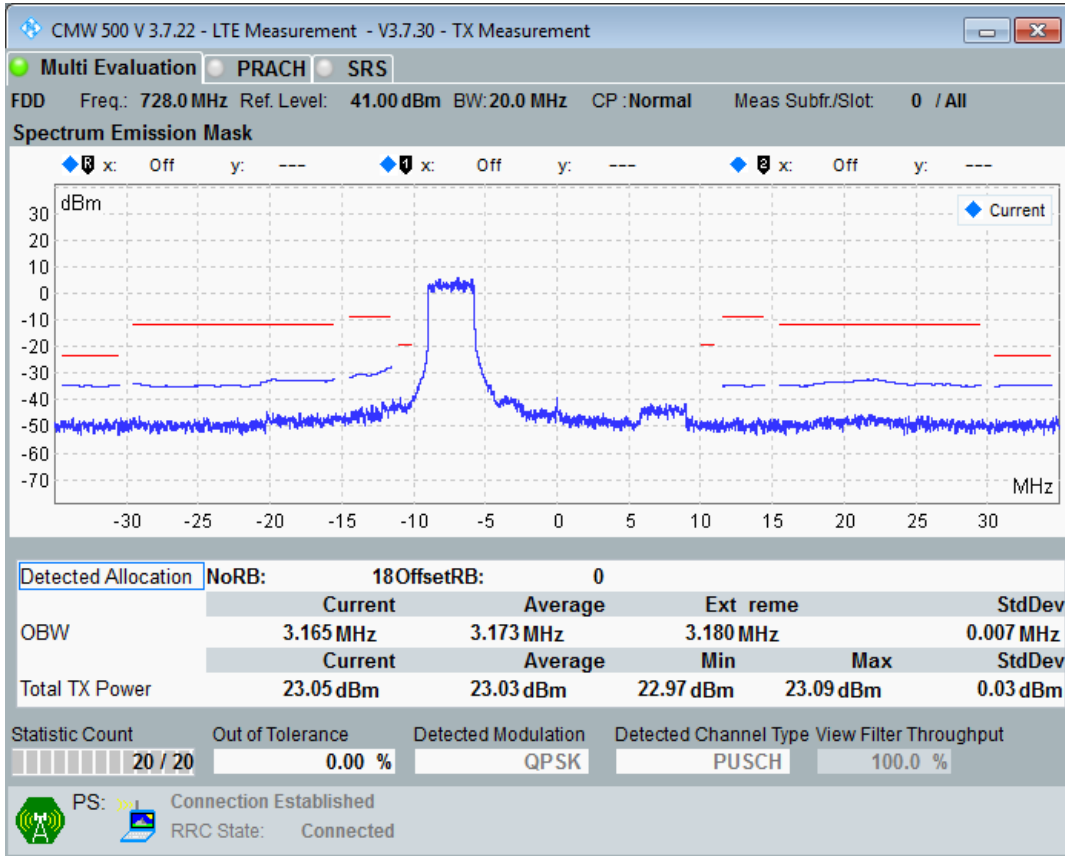 CMW 500 V 3.7.22 - LTE Measurement - V3.7.30 - TX Measurement
Multi Evaluation PRACH SRS
FDD Freq.: 728.0 MHz Ref. Level: 41.00 dBm BW: 20.0 MHz CP : Normal Meas Subfr./Slot: 0 / All
Spectrum Emission Mask
R x: Off y: --- 1 x: Off y: --- 2 x: Off y: ---
dBm
Current
30
20
10
0
-10
-20
-30
-40
-50
-60
-70
MHz
-30 -25 -20 -15 -10 -5 0 5 10 15 20 25 30
Detected Allocation NoRB: 18 OffsetRB: 0
Current Average Ext reme StdDev
OBW 3.165 MHz 3.173 MHz 3.180 MHz 0.007 MHz
Current Average Min Max StdDev
Total TX Power 23.05 dBm 23.03 dBm 22.97 dBm 23.09 dBm 0.03 dBm
Statistic Count Out of Tolerance Detected Modulation Detected Channel Type View Filter Throughput
20 / 20 0.00 % QPSK PUSCH 100.0 %
PS: Connection Established
RRC State: Connected